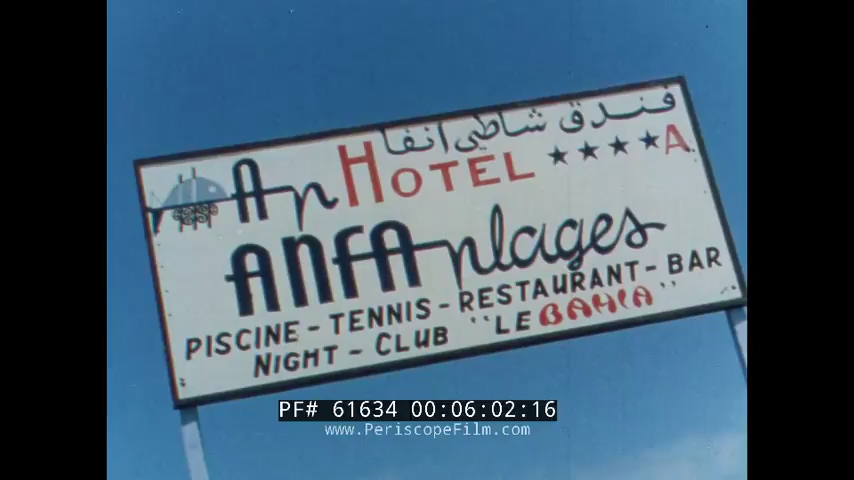 فندق شاطئ انفا
Ap HOTEL ★★★★ A
ANFA plages
PISCINE - TENNIS - RESTAURANT - BAR
NIGHT - CLUB "LE BAHIA"
PF# 61634 00:06:02:16
www.PeriscopeFilm.com